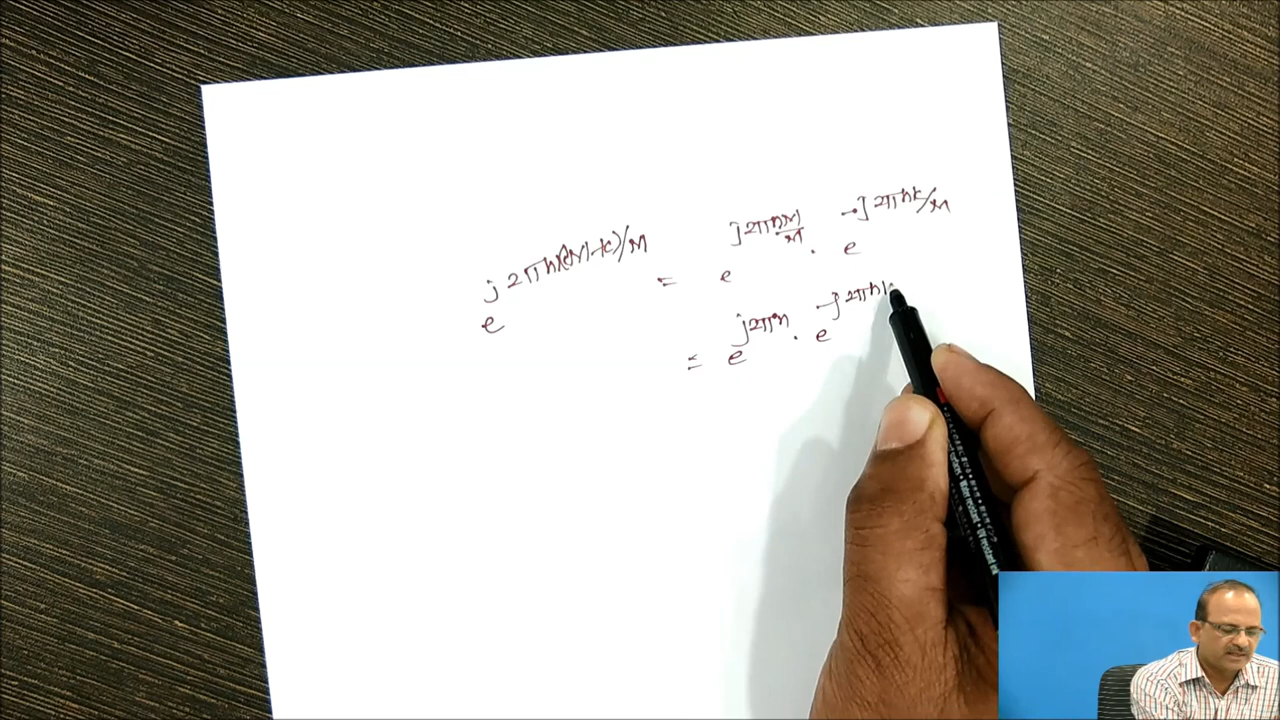 e^{j2πn(M-k)/M} = e^{j2πnM/M} . e^{-j2πnk/M}
= e^{j2πn} . e^{-j2πnk